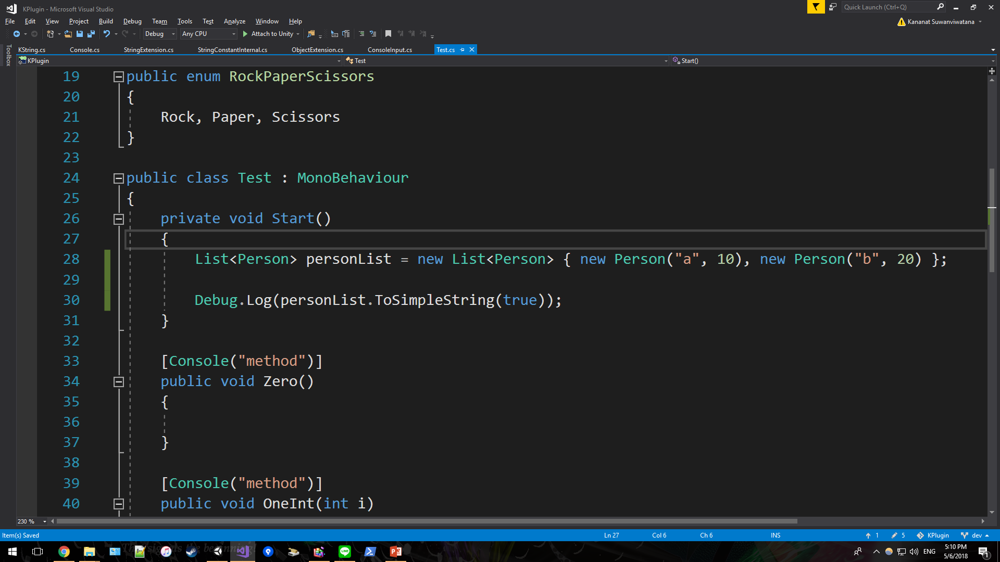 KPlugin - Microsoft Visual Studio
Quick Launch (Ctrl+Q)
File Edit View Project Build Debug Team Tools Test Analyze Window Help
Kananat Suwanviwatana
Debug Any CPU Attach to Unity
Toolbox
KString.cs Console.cs StringExtension.cs StringConstantInternal.cs ObjectExtension.cs ConsoleInput.cs Test.cs
KPlugin Test Start()
19 public enum RockPaperScissors
20 {
21 Rock, Paper, Scissors
22 }
23
24 public class Test : MonoBehaviour
25 {
26 private void Start()
27 {
28 List<Person> personList = new List<Person> { new Person("a", 10), new Person("b", 20) };
29
30 Debug.Log(personList.ToSimpleString(true));
31 }
32
33 [Console("method")]
34 public void Zero()
35 {
36
37 }
38
39 [Console("method")]
40 public void OneInt(int i)
230 %
Item(s) Saved Ln 27 Col 6 Ch 6 INS 1 5 KPlugin dev
the beginning!
LINE
ENG
5:10 PM
5/6/2018
1